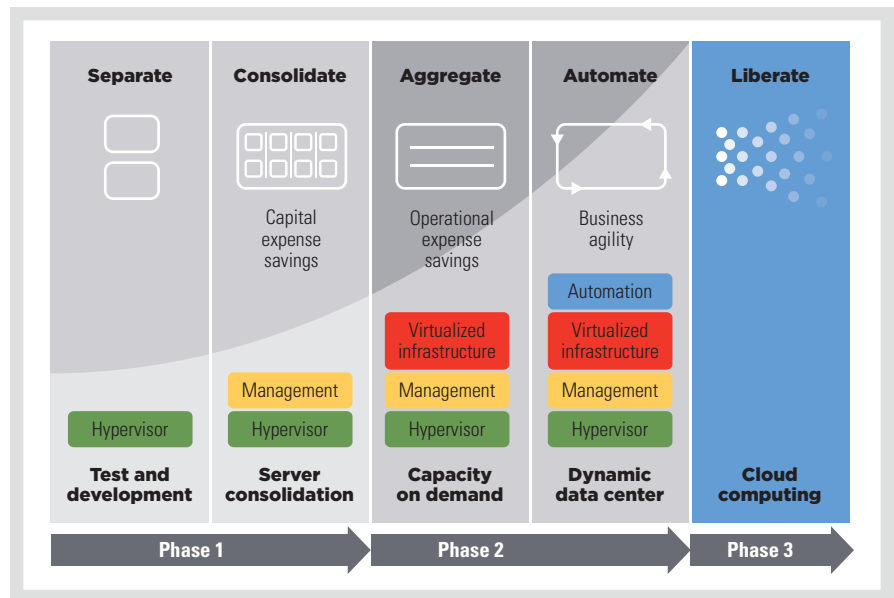 Separate
Consolidate
Aggregate
Automate
Liberate
Capital
expense
savings
Operational
expense
savings
Business
agility
Automation
Virtualized
infrastructure
Virtualized
infrastructure
Management
Management
Management
Hypervisor
Hypervisor
Hypervisor
Hypervisor
Test and
development
Server
consolidation
Capacity
on demand
Dynamic
data center
Cloud
computing
Phase 1
Phase 2
Phase 3